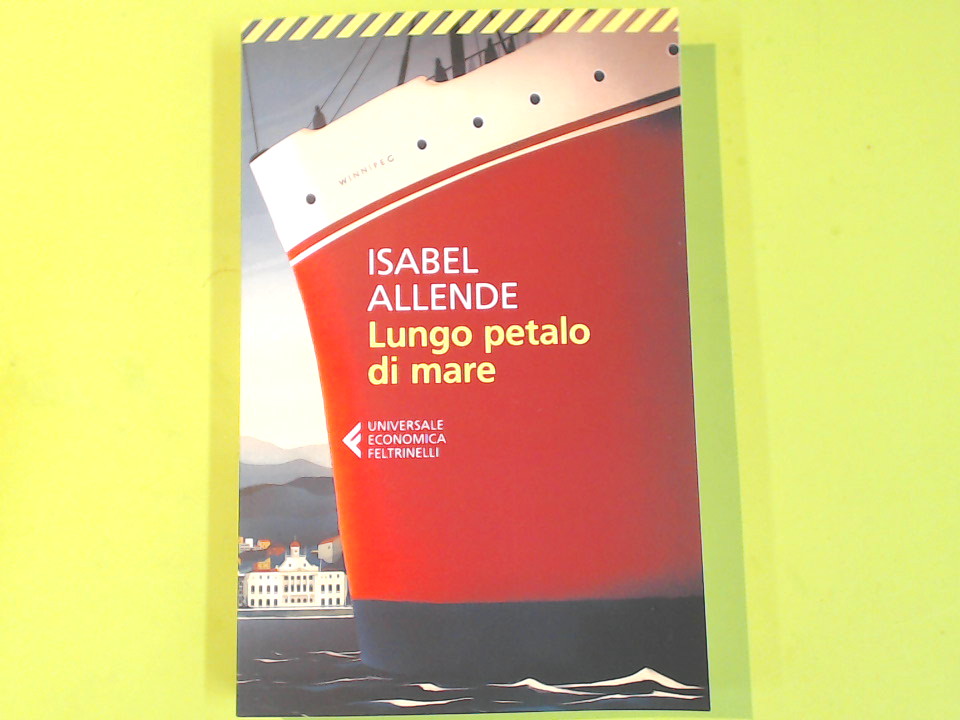 WINNIPEG
ISABEL
ALLENDE
Lungo petalo
di mare
UNIVERSALE
ECONOMICA
FELTRINELLI